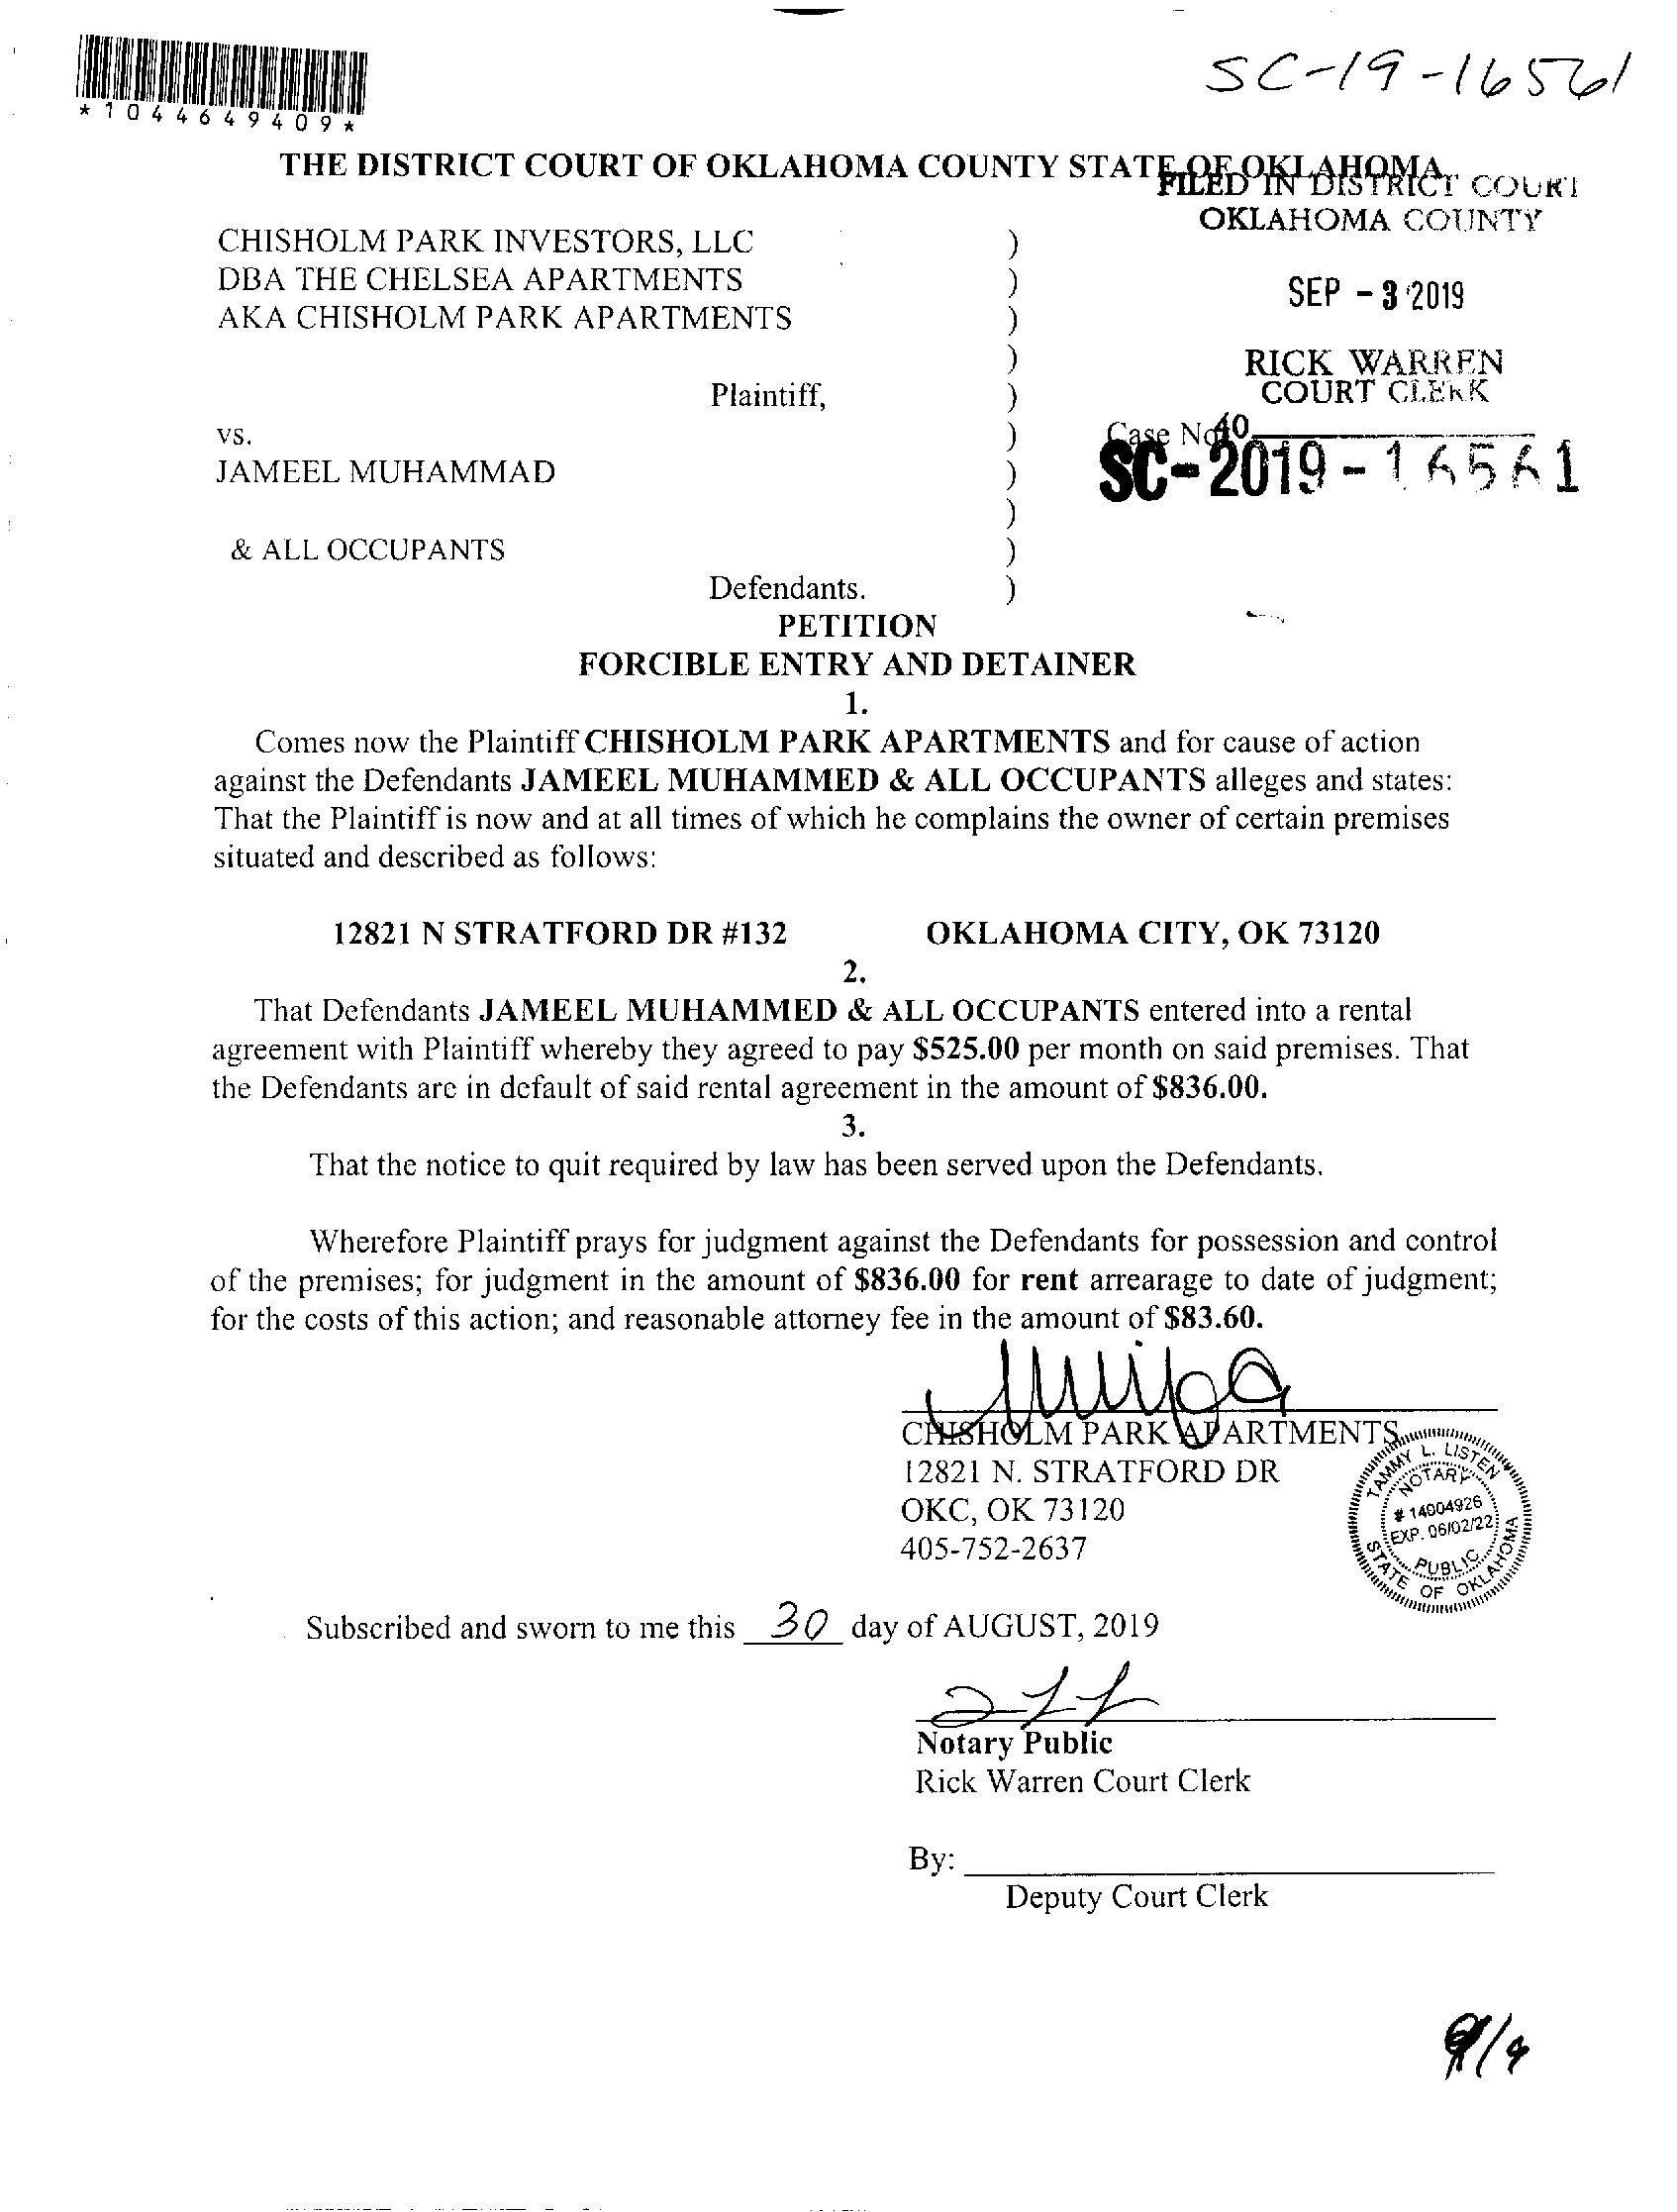 SC-19-16561
*1044649409*
THE DISTRICT COURT OF OKLAHOMA COUNTY STATE OF OKLAHOMA
FILED IN DISTRICT COURT
OKLAHOMA COUNTY
CHISHOLM PARK INVESTORS, LLC )
DBA THE CHELSEA APARTMENTS )
SEP - 3 2019
AKA CHISHOLM PARK APARTMENTS )
)
RICK WARREN
COURT CLERK
Plaintiff, )
40
vs. ) Case No.
JAMEEL MUHAMMAD )
SC-2019-16561
)
& ALL OCCUPANTS )
Defendants. )
PETITION
FORCIBLE ENTRY AND DETAINER
1.
Comes now the Plaintiff CHISHOLM PARK APARTMENTS and for cause of action
against the Defendants JAMEEL MUHAMMED & ALL OCCUPANTS alleges and states:
That the Plaintiff is now and at all times of which he complains the owner of certain premises
situated and described as follows:
12821 N STRATFORD DR #132 OKLAHOMA CITY, OK 73120
2.
That Defendants JAMEEL MUHAMMED & ALL OCCUPANTS entered into a rental
agreement with Plaintiff whereby they agreed to pay $525.00 per month on said premises. That
the Defendants are in default of said rental agreement in the amount of $836.00.
3.
That the notice to quit required by law has been served upon the Defendants.
Wherefore Plaintiff prays for judgment against the Defendants for possession and control
of the premises; for judgment in the amount of $836.00 for rent arrearage to date of judgment;
for the costs of this action; and reasonable attorney fee in the amount of $83.60.
CHISHOLM PARK APARTMENTS
12821 N. STRATFORD DR
OKC, OK 73120
405-752-2637
TAMMY L. LISTEN
NOTARY
# 14004926
EXP. 06/02/22
PUBLIC
STATE OF OKLAHOMA
Subscribed and sworn to me this 30 day of AUGUST, 2019
Notary Public
Rick Warren Court Clerk
By:
Deputy Court Clerk